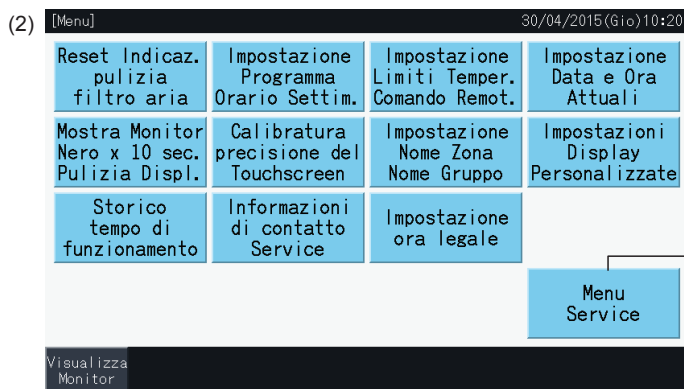 (2)
[Menu] 30/04/2015(Gio)10:20
Reset Indicaz.
pulizia
filtro aria
Impostazione
Programma
Orario Settim.
Impostazione
Limiti Temper.
Comando Remot.
Impostazione
Data e Ora
Attuali
Mostra Monitor
Nero x 10 sec.
Pulizia Displ.
Calibratura
precisione del
Touchscreen
Impostazione
Nome Zona
Nome Gruppo
Impostazioni
Display
Personalizzate
Storico
tempo di
funzionamento
Informazioni
di contatto
Service
Impostazione
ora legale
Menu
Service
Visualizza
Monitor